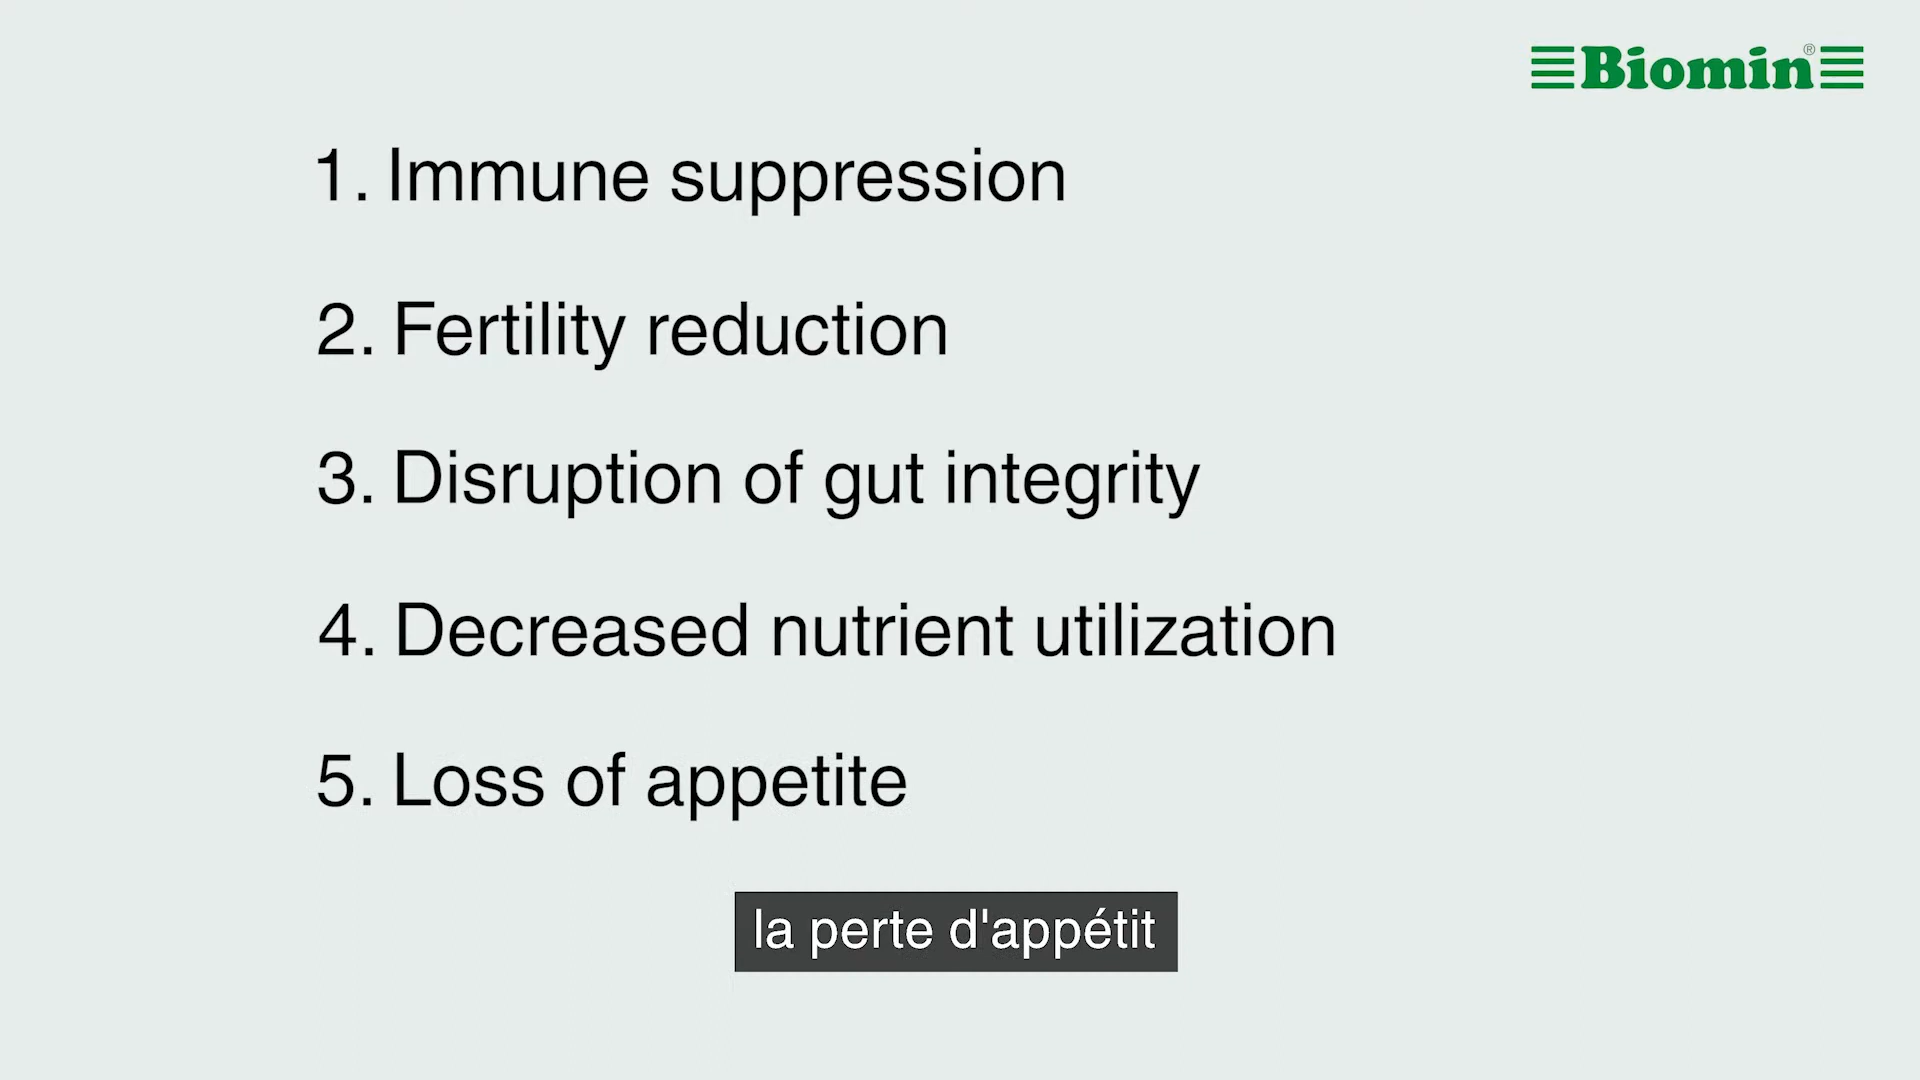 Biomin®
1. Immune suppression
2. Fertility reduction
3. Disruption of gut integrity
4. Decreased nutrient utilization
5. Loss of appetite
la perte d'appétit